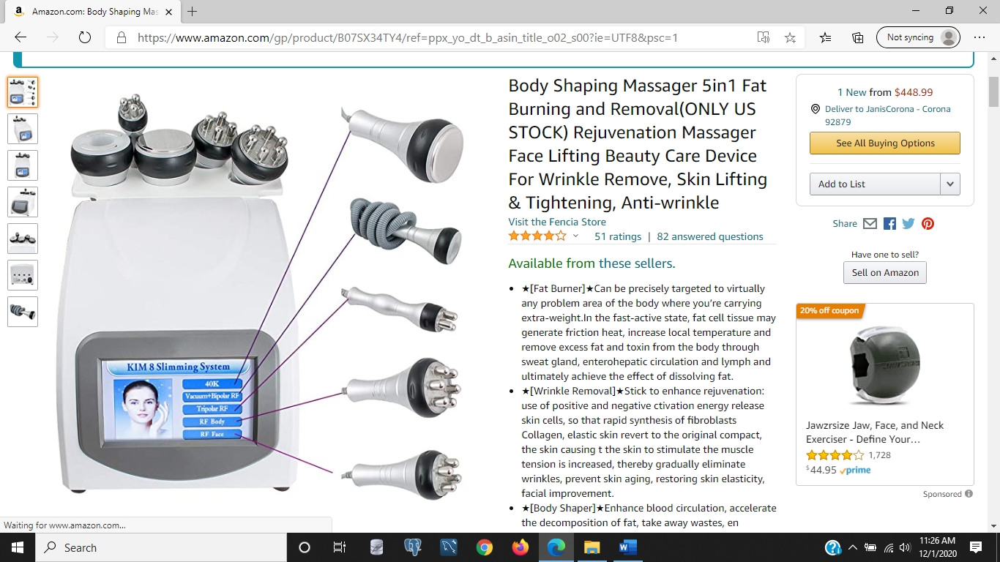 Amazon.com: Body Shaping Mas
https://www.amazon.com/gp/product/B07SX34TY4/ref=ppx_yo_dt_b_asin_title_o02_s00?ie=UTF8&psc=1
Not syncing
KIM 8 Slimming System
40K
Vacuum+Bipolar RF
Tripolar RF
RF Body
RF Face
Body Shaping Massager 5in1 Fat
Burning and Removal(ONLY US
STOCK) Rejuvenation Massager
Face Lifting Beauty Care Device
For Wrinkle Remove, Skin Lifting
& Tightening, Anti-wrinkle
Visit the Fencia Store
51 ratings | 82 answered questions
Available from these sellers.
★[Fat Burner]★Can be precisely targeted to virtually
any problem area of the body where you’re carrying
extra-weight.In the fast-active state, fat cell tissue may
generate friction heat, increase local temperature and
remove excess fat and toxin from the body through
sweat gland, enterohepatic circulation and lymph and
ultimately achieve the effect of dissolving fat.
★[Wrinkle Removal]★Stick to enhance rejuvenation:
use of positive and negative ctivation energy release
skin cells, so that rapid synthesis of fibroblasts
Collagen, elastic skin revert to the original compact,
the skin causing t the skin to stimulate the muscle
tension is increased, thereby gradually eliminate
wrinkles, prevent skin aging, restoring skin elasticity,
facial improvement.
★[Body Shaper]★Enhance blood circulation, accelerate
the decomposition of fat, take away wastes, en
1 New from $448.99
Deliver to JanisCorona - Corona
92879
See All Buying Options
Add to List
Share
Have one to sell?
Sell on Amazon
20% off coupon
Jawzrsize Jaw, Face, and Neck
Exerciser - Define Your…
1,728
$44.95 prime
Sponsored
Waiting for www.amazon.com...
Search
11:26 AM
12/1/2020